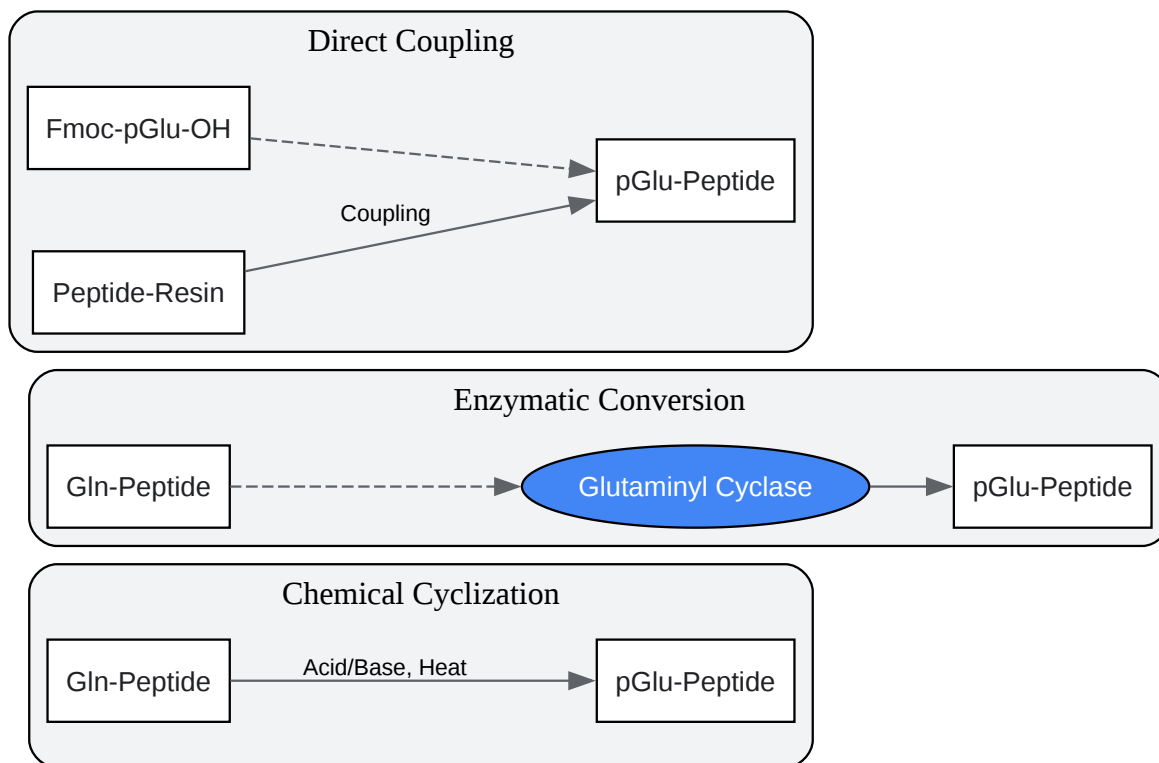 Direct Coupling
Fmoc-pGlu-OH
pGlu-Peptide
Coupling
Peptide-Resin
Enzymatic Conversion
Gln-Peptide
Glutaminyl Cyclase
pGlu-Peptide
Chemical Cyclization
Gln-Peptide
Acid/Base, Heat
pGlu-Peptide